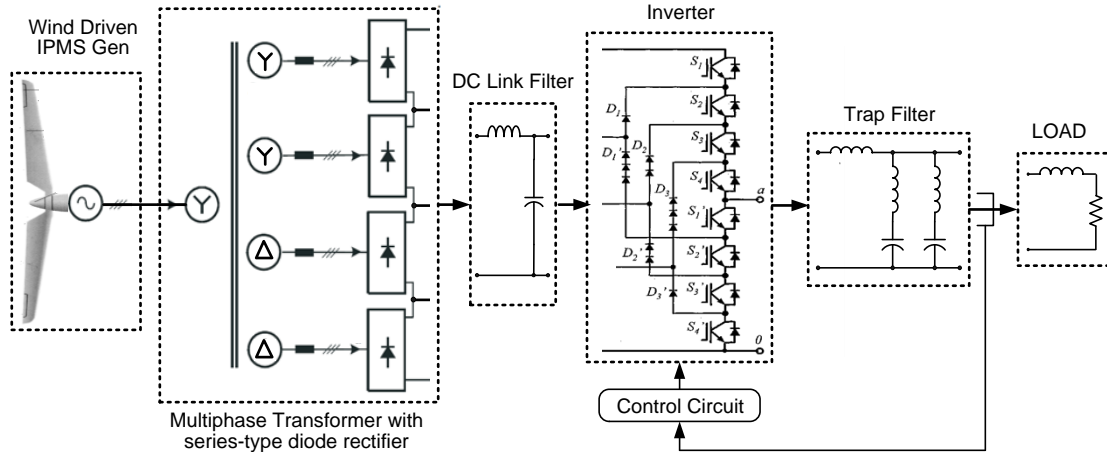 Wind Driven
IPMS Gen
Y
Y
Y
Δ
Δ
Multiphase Transformer with
series-type diode rectifier
DC Link Filter
Inverter
S1
S2
S3
S4
S1'
S2'
S3'
S4'
D1
D1'
D2
D2'
D3
D3'
a
0
Control Circuit
Trap Filter
LOAD